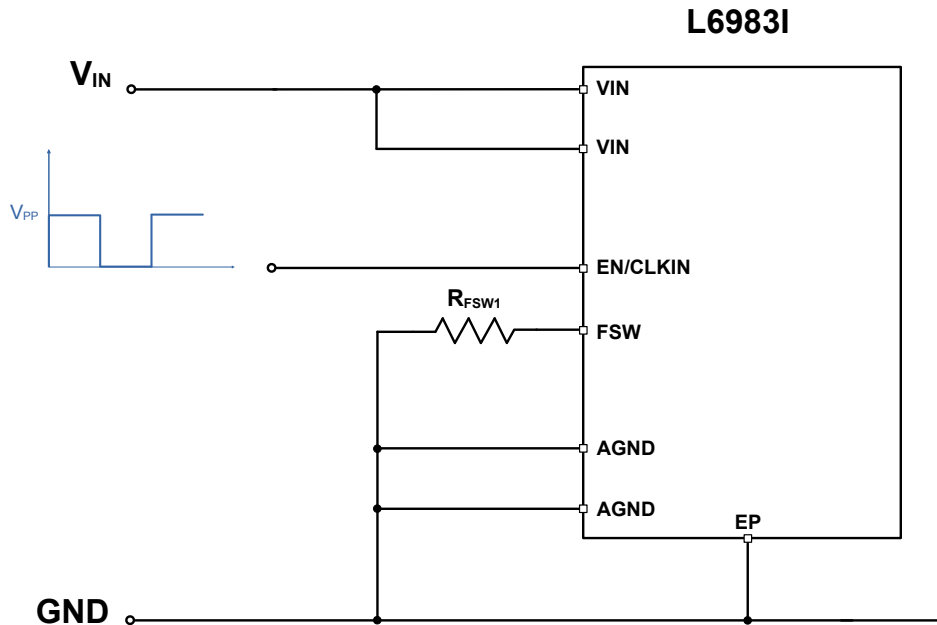 L6983I
VIN
VIN
VIN
VPP
EN/CLKIN
RFSW1
FSW
AGND
AGND
EP
GND